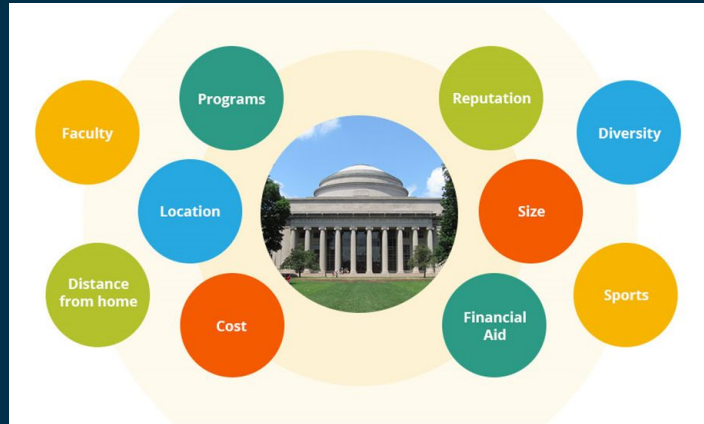 Programs
Reputation
Faculty
Diversity
Location
Size
Distance
from home
Sports
Cost
Financial
Aid